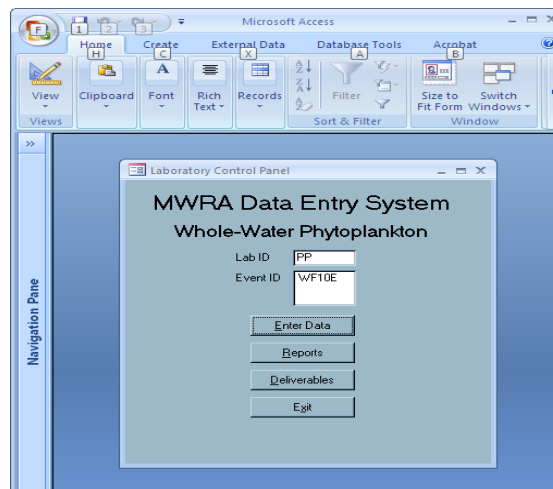 Microsoft Access
F 1 2 3
Home Create External Data Database Tools Acrobat
H C X A B
View Clipboard Font Rich Text Records Filter Size to Fit Form Switch Windows
Views Sort & Filter Window
Navigation Pane
Laboratory Control Panel
MWRA Data Entry System
Whole-Water Phytoplankton
Lab ID PP
Event ID WF10E
Enter Data
Reports
Deliverables
Exit